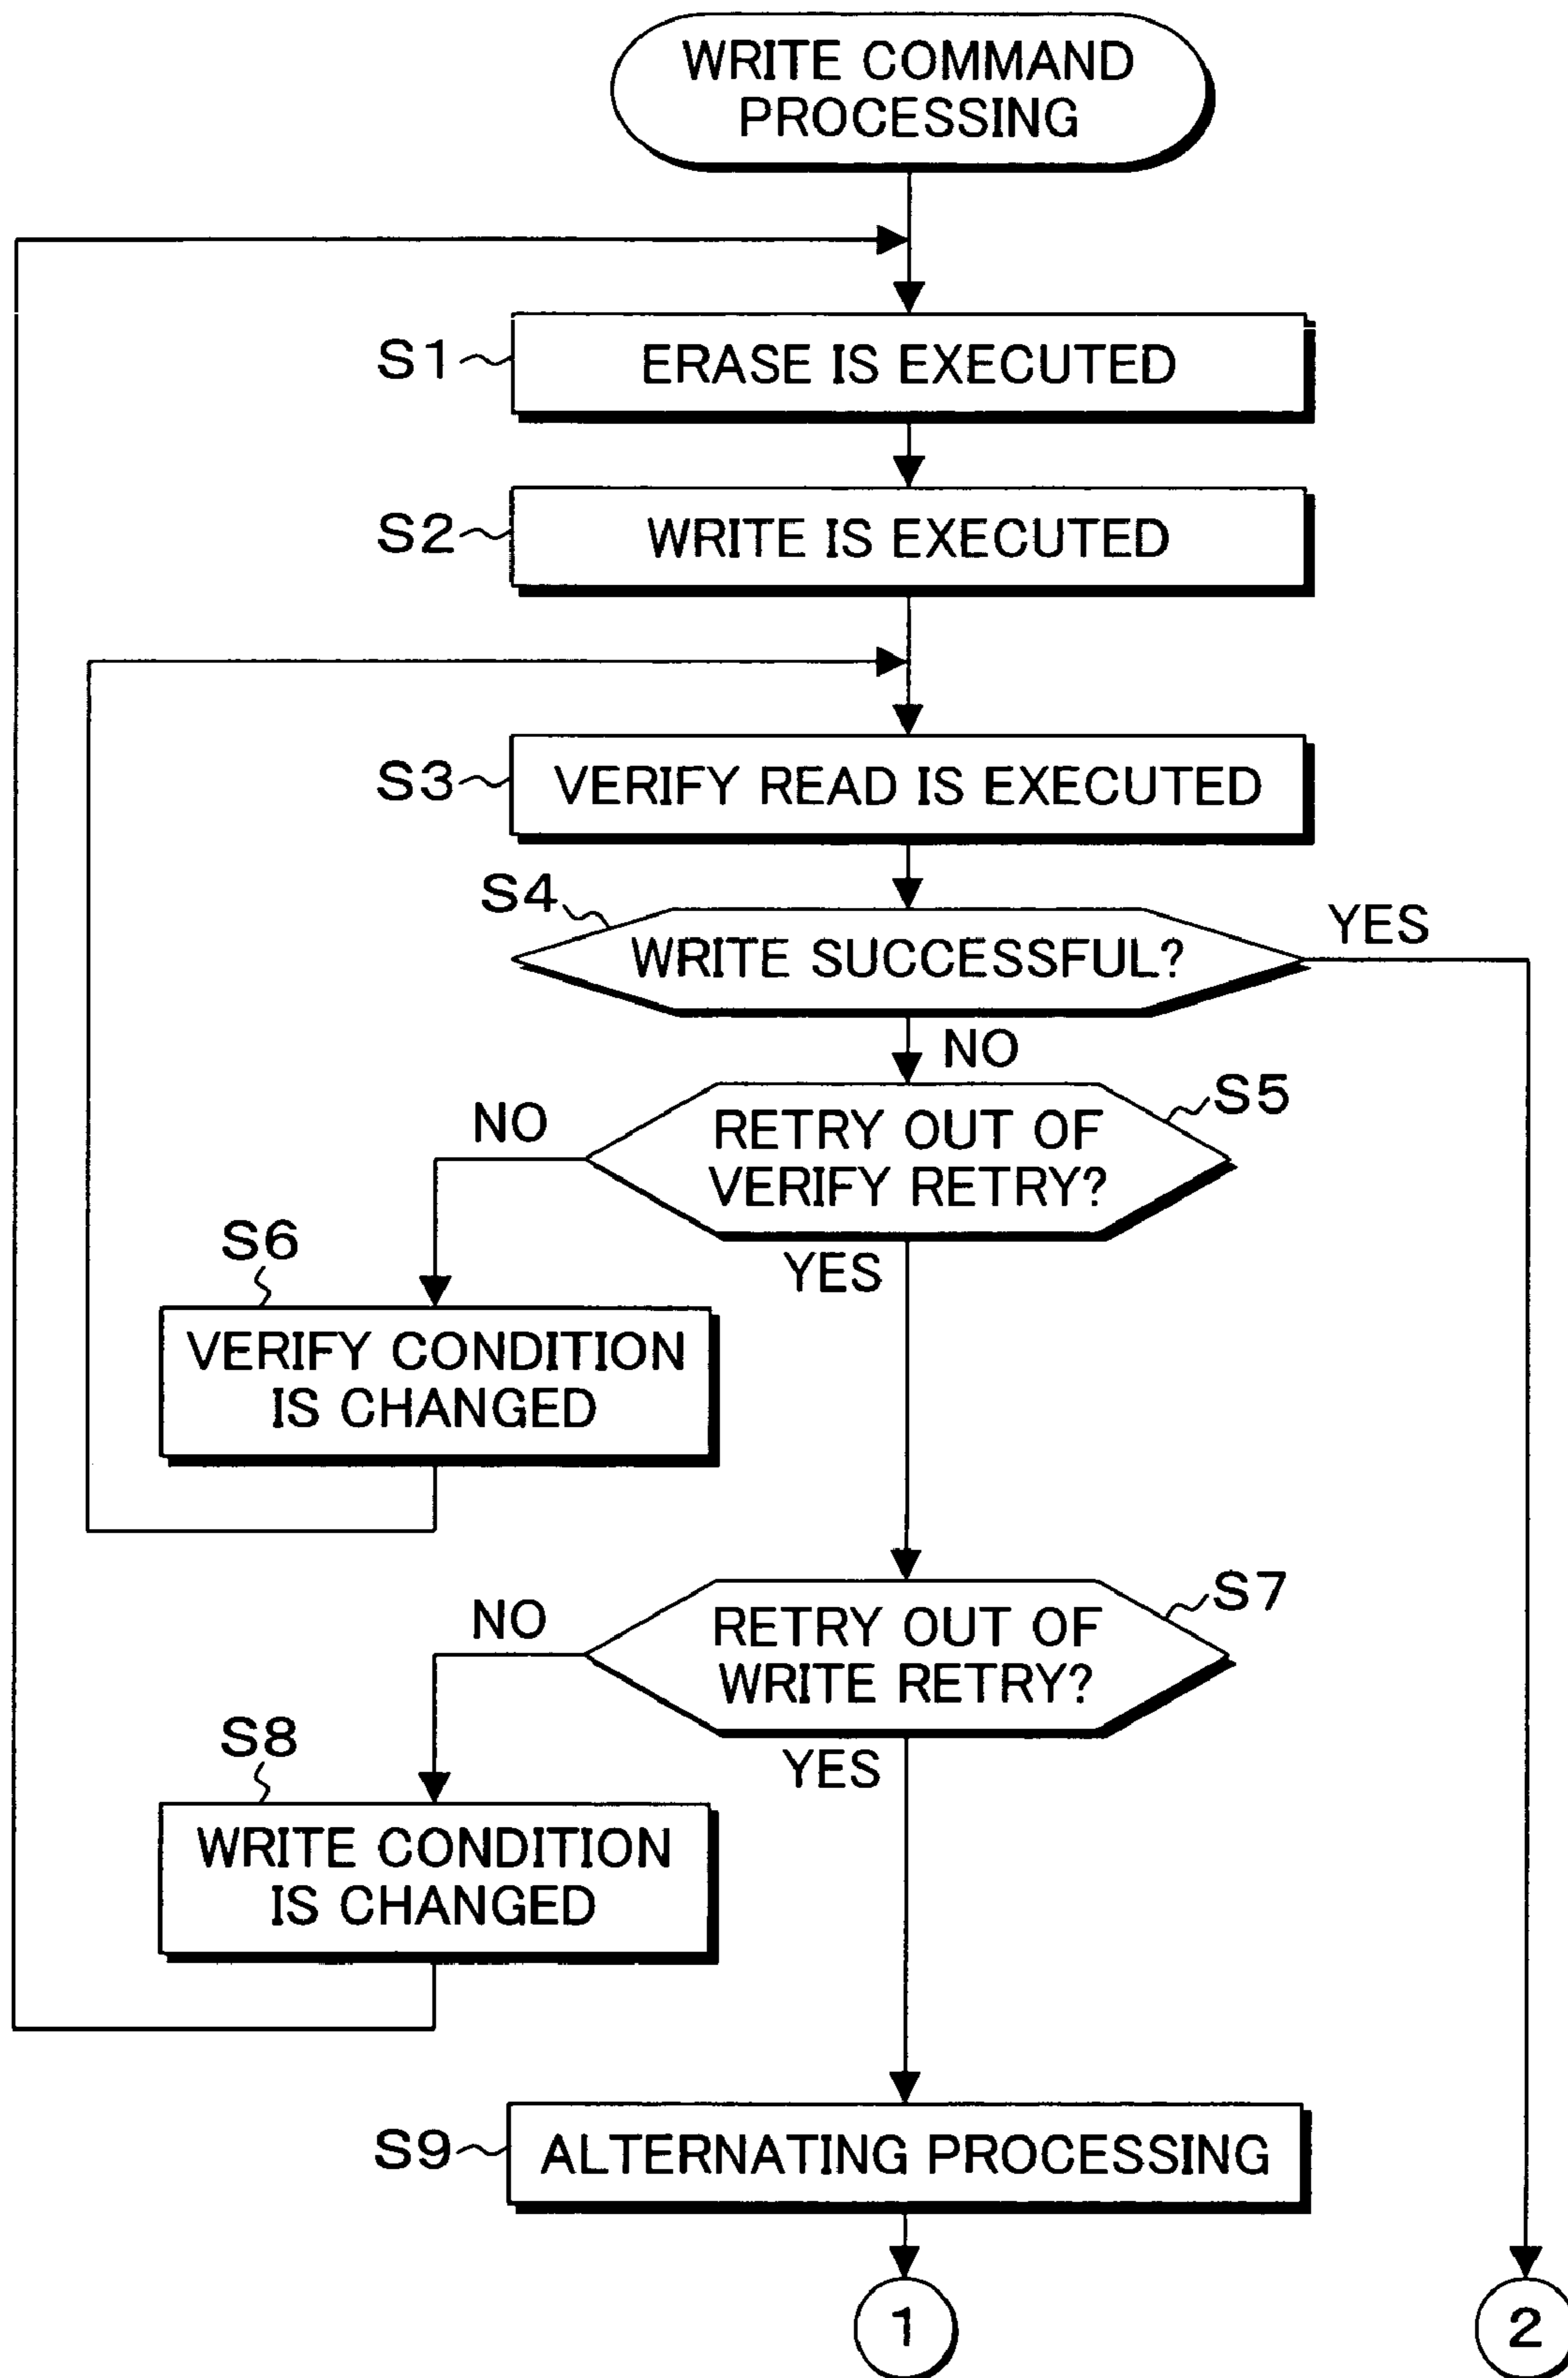 WRITE COMMAND
PROCESSING
S1
ERASE IS EXECUTED
S2
WRITE IS EXECUTED
S3
VERIFY READ IS EXECUTED
S4
WRITE SUCCESSFUL?
YES
NO
S5
RETRY OUT OF
VERIFY RETRY?
NO
YES
S6
VERIFY CONDITION
IS CHANGED
S7
RETRY OUT OF
WRITE RETRY?
NO
YES
S8
WRITE CONDITION
IS CHANGED
S9
ALTERNATING PROCESSING
1
2